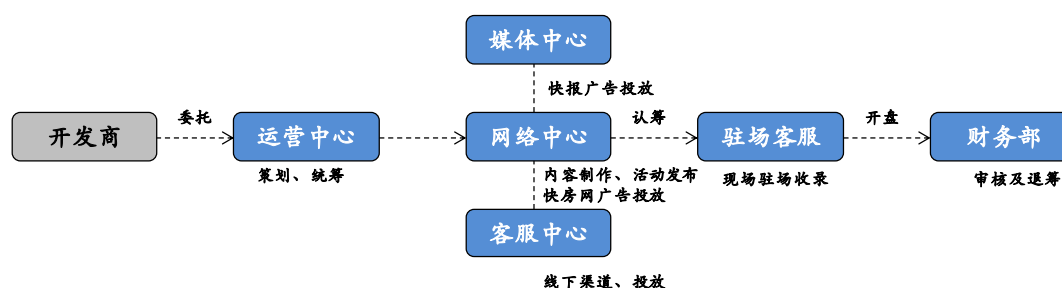 媒体中心
快报广告投放
开发商
委托
运营中心
策划、统筹
网络中心
内容制作、活动发布
快房网广告投放
认筹
驻场客服
现场驻场收录
开盘
财务部
审核及退筹
客服中心
线下渠道、投放